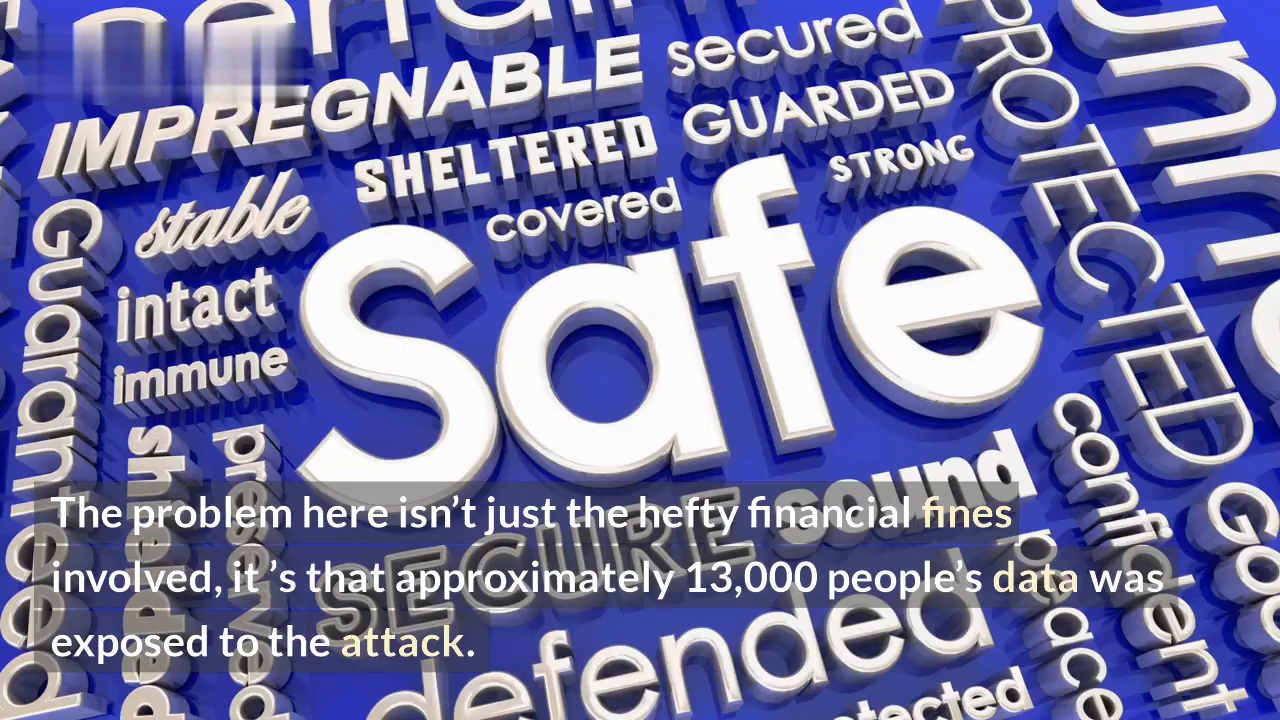 IMPREGNABLE
secured
GUARDED
SHELTERED
STRONG
covered
PROTECTED
stable
Safe
intact
immune
Guaranteed
shielded
preserved
sound
SECURE
confident
defended
The problem here isn’t just the hefty financial fines
involved, it ’s that approximately 13,000 people’s data was
exposed to the attack.